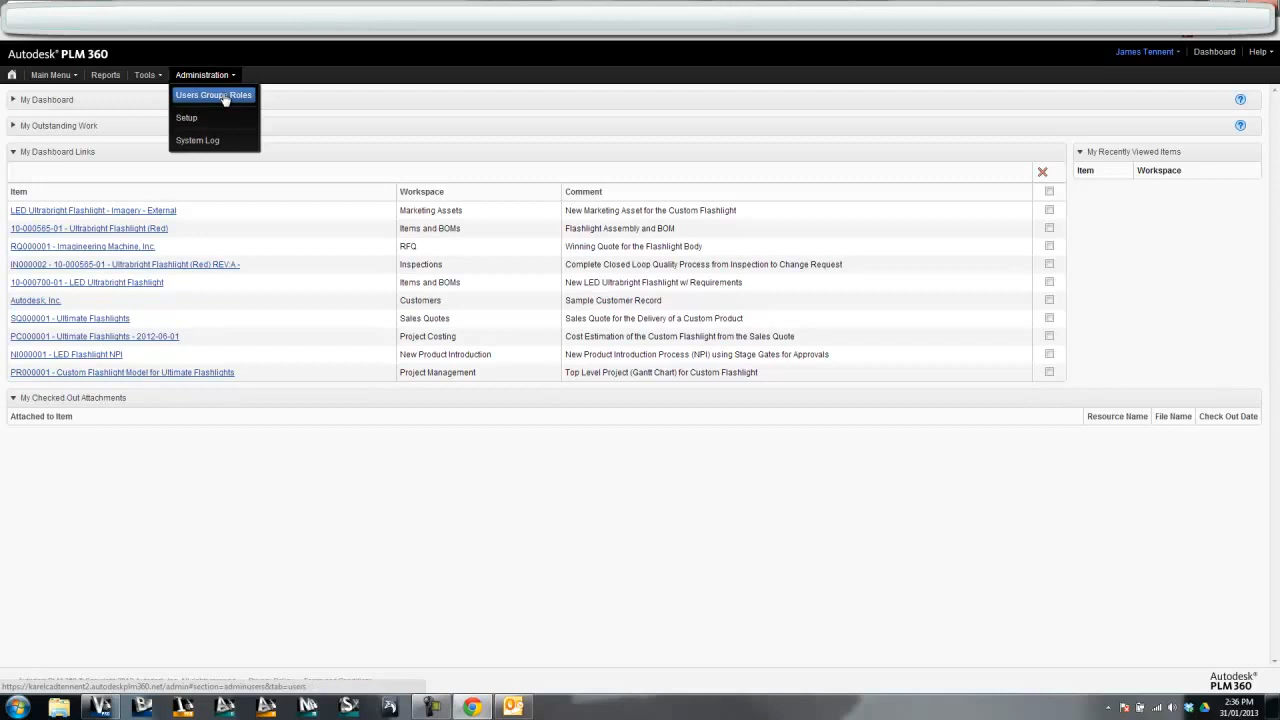 Autodesk® PLM 360
James Tennent
Dashboard
Help
Main Menu
Reports
Tools
Administration
Users Groups Roles
Setup
System Log
My Dashboard
My Outstanding Work
My Dashboard Links
My Recently Viewed Items
Item Workspace
Item Workspace Comment
LED Ultrabright Flashlight - Imagery - External Marketing Assets New Marketing Asset for the Custom Flashlight
10-000565-01 - Ultrabright Flashlight (Red) Items and BOMs Flashlight Assembly and BOM
RQ000001 - Imagineering Machine, Inc. RFQ Winning Quote for the Flashlight Body
IN000002 - 10-000565-01 - Ultrabright Flashlight (Red) REV:A - Inspections Complete Closed Loop Quality Process from Inspection to Change Request
10-000700-01 - LED Ultrabright Flashlight Items and BOMs New LED Ultrabright Flashlight w/ Requirements
Autodesk, Inc. Customers Sample Customer Record
SQ000001 - Ultimate Flashlights Sales Quotes Sales Quote for the Delivery of a Custom Product
PC000001 - Ultimate Flashlights - 2012-06-01 Project Costing Cost Estimation of the Custom Flashlight from the Sales Quote
NI000001 - LED Flashlight NPI New Product Introduction New Product Introduction Process (NPI) using Stage Gates for Approvals
PR000001 - Custom Flashlight Model for Ultimate Flashlights Project Management Top Level Project (Gantt Chart) for Custom Flashlight
My Checked Out Attachments
Attached to Item Resource Name File Name Check Out Date
https://karelcadtennent2.autodeskplm360.net/admin#section=adminusers&tab=users
Autodesk®
PLM 360
2:36 PM
31/01/2013